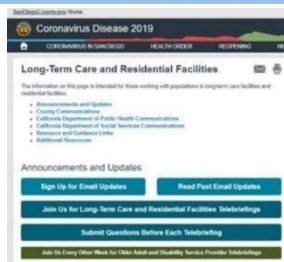 SanDiegoCounty.gov Home
Coronavirus Disease 2019
CORONAVIRUS IN SAN DIEGO HEALTH ORDER REOPENING HE
Long-Term Care and Residential Facilities
The information on this page is intended for those working with populations in long-term care facilities and
residential facilities.
Announcements and Updates
County Communications
California Department of Public Health Communications
California Department of Social Services Communications
Resource and Guidance Links
Additional Resources
Announcements and Updates
Sign Up for Email Updates Read Past Email Updates
Join Us for Long-Term Care and Residential Facilities Telebriefings
Submit Questions Before Each Telebriefing
Join Us Every Other Week for Older Adult and Disability Service Provider Telebriefings